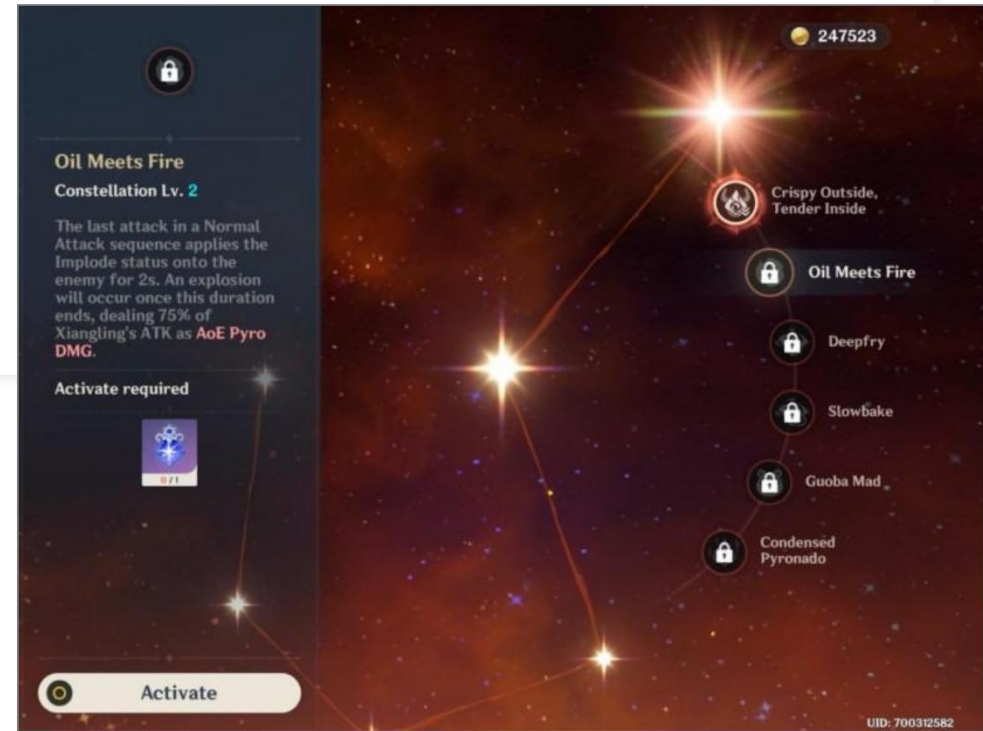 247523
Oil Meets Fire
Constellation Lv. 2
The last attack in a Normal
Attack sequence applies the
Implode status onto the
enemy for 2s. An explosion
will occur once this duration
ends, dealing 75% of
Xiangling's ATK as AoE Pyro
DMG.
Activate required
0/1
Activate
Crispy Outside,
Tender Inside
Oil Meets Fire
Deepfry
Slowbake
Guoba Mad
Condensed
Pyronado
UID: 700312582